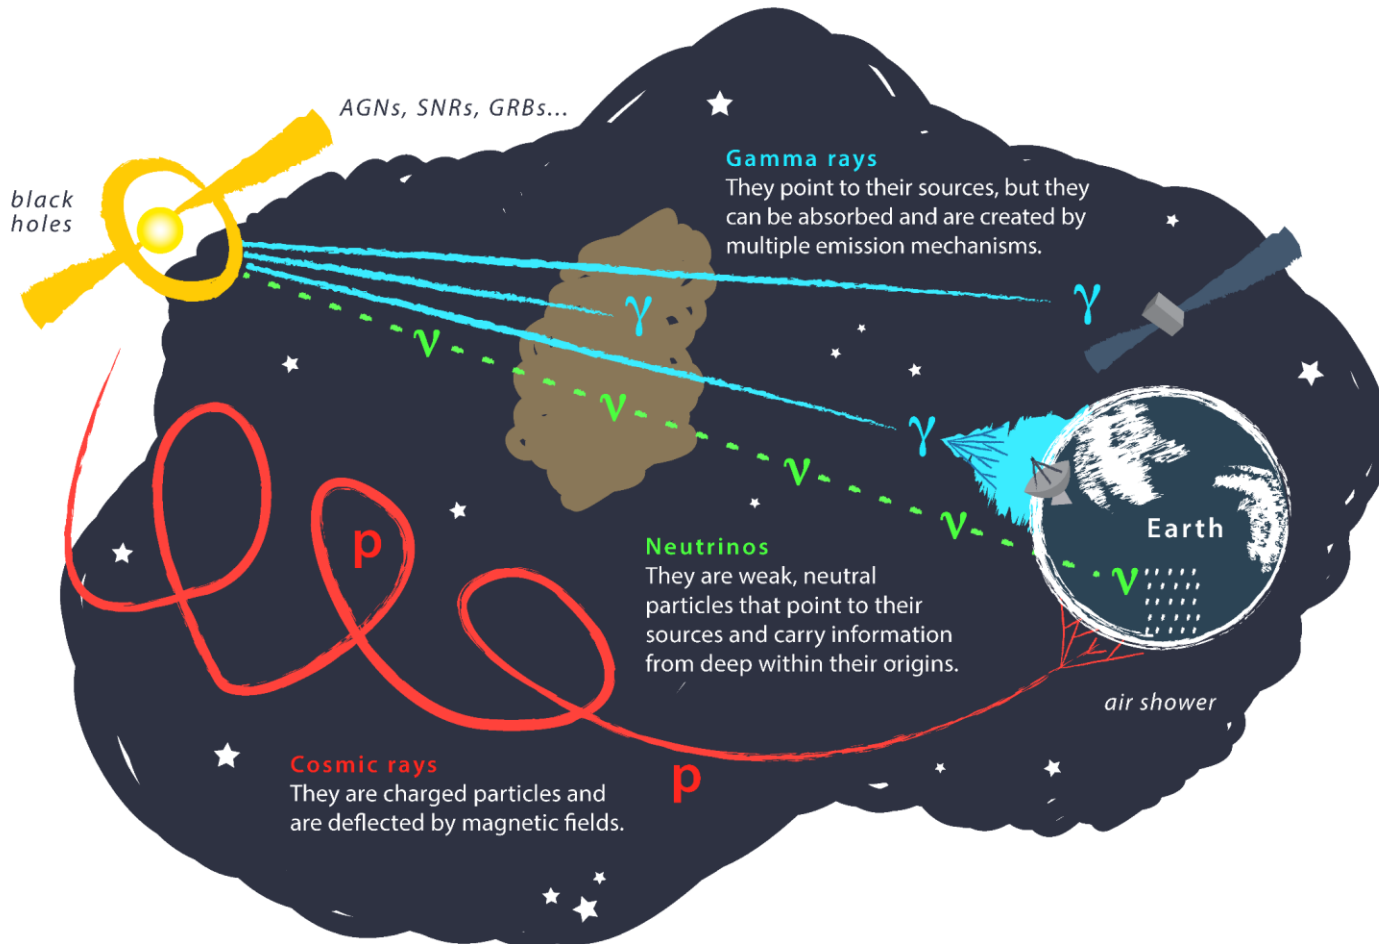 AGNs, SNRs, GRBs...
black
holes
Gamma rays
They point to their sources, but they
can be absorbed and are created by
multiple emission mechanisms.
γ
γ
ν
ν
γ
ν
ν
ν
Earth
p
Neutrinos
They are weak, neutral
particles that point to their
sources and carry information
from deep within their origins.
air shower
Cosmic rays
They are charged particles and
are deflected by magnetic fields.
p